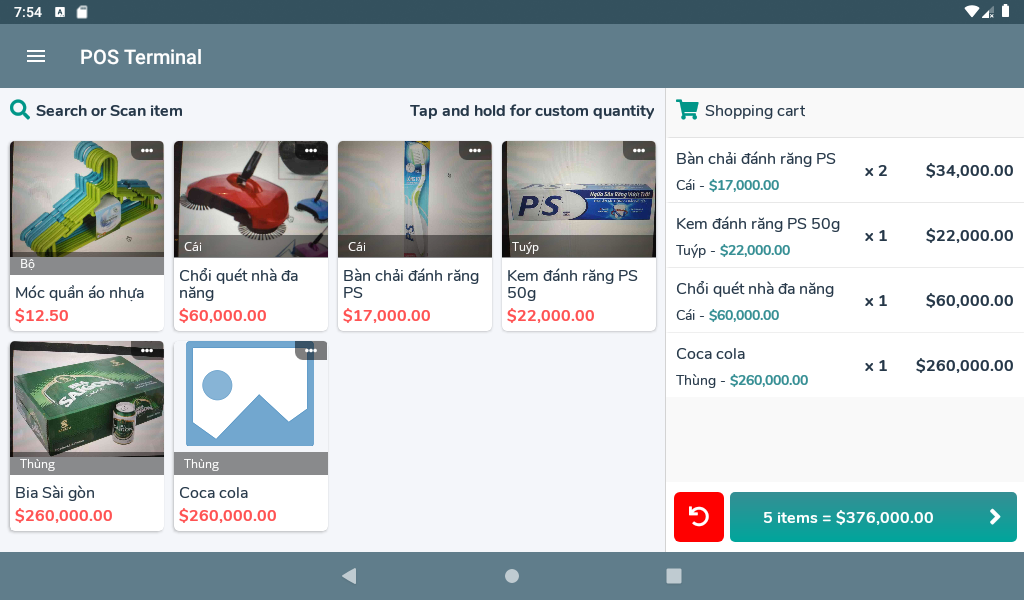 7:54
POS Terminal
Search or Scan item
Tap and hold for custom quantity
Shopping cart
Bộ
Móc quần áo nhựa
$12.50
Cái
Chổi quét nhà đa
năng
$60,000.00
Cái
Bàn chải đánh răng
PS
$17,000.00
P/S
Ngừa Sâu Răng Vượt Trội
Tuýp
Kem đánh răng PS
50g
$22,000.00
SAIGON
Thùng
Bia Sài gòn
$260,000.00
Thùng
Coca cola
$260,000.00
Bàn chải đánh răng PS
Cái - $17,000.00
x 2
$34,000.00
Kem đánh răng PS 50g
Tuýp - $22,000.00
x 1
$22,000.00
Chổi quét nhà đa năng
Cái - $60,000.00
x 1
$60,000.00
Coca cola
Thùng - $260,000.00
x 1
$260,000.00
5 items = $376,000.00